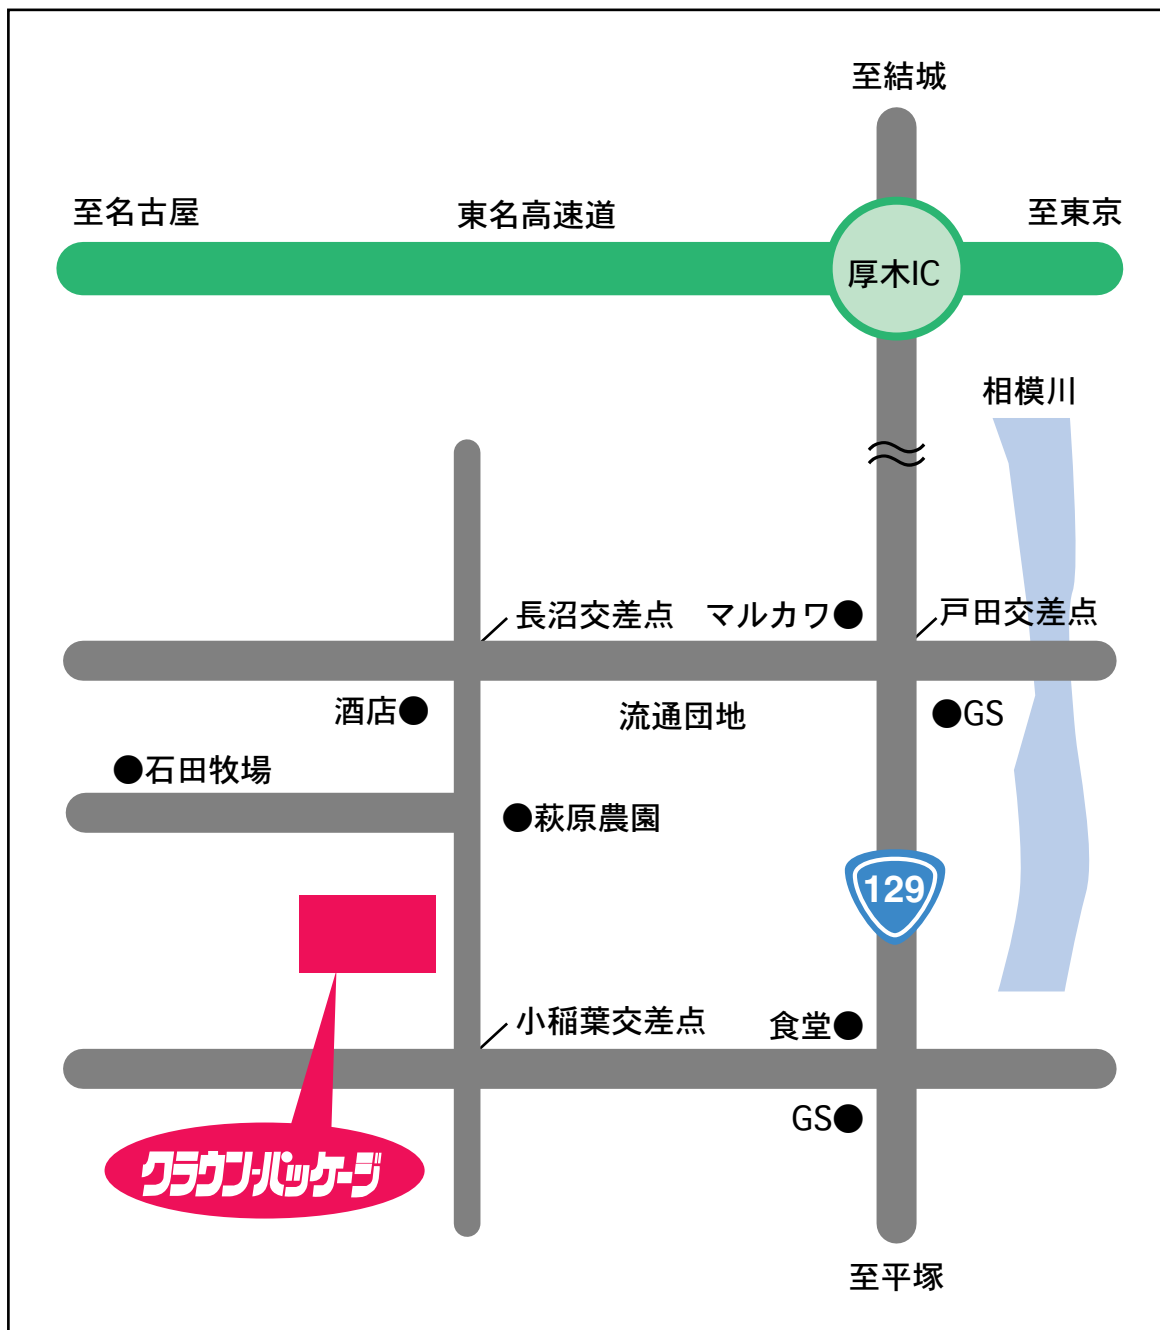 至結城
至名古屋
東名高速道
至東京
厚木IC
相模川
長沼交差点
マルカワ●
戸田交差点
酒店●
流通団地
●GS
●石田牧場
●萩原農園
129
小稲葉交差点
食堂●
GS●
クラウン・パッケージ
至平塚